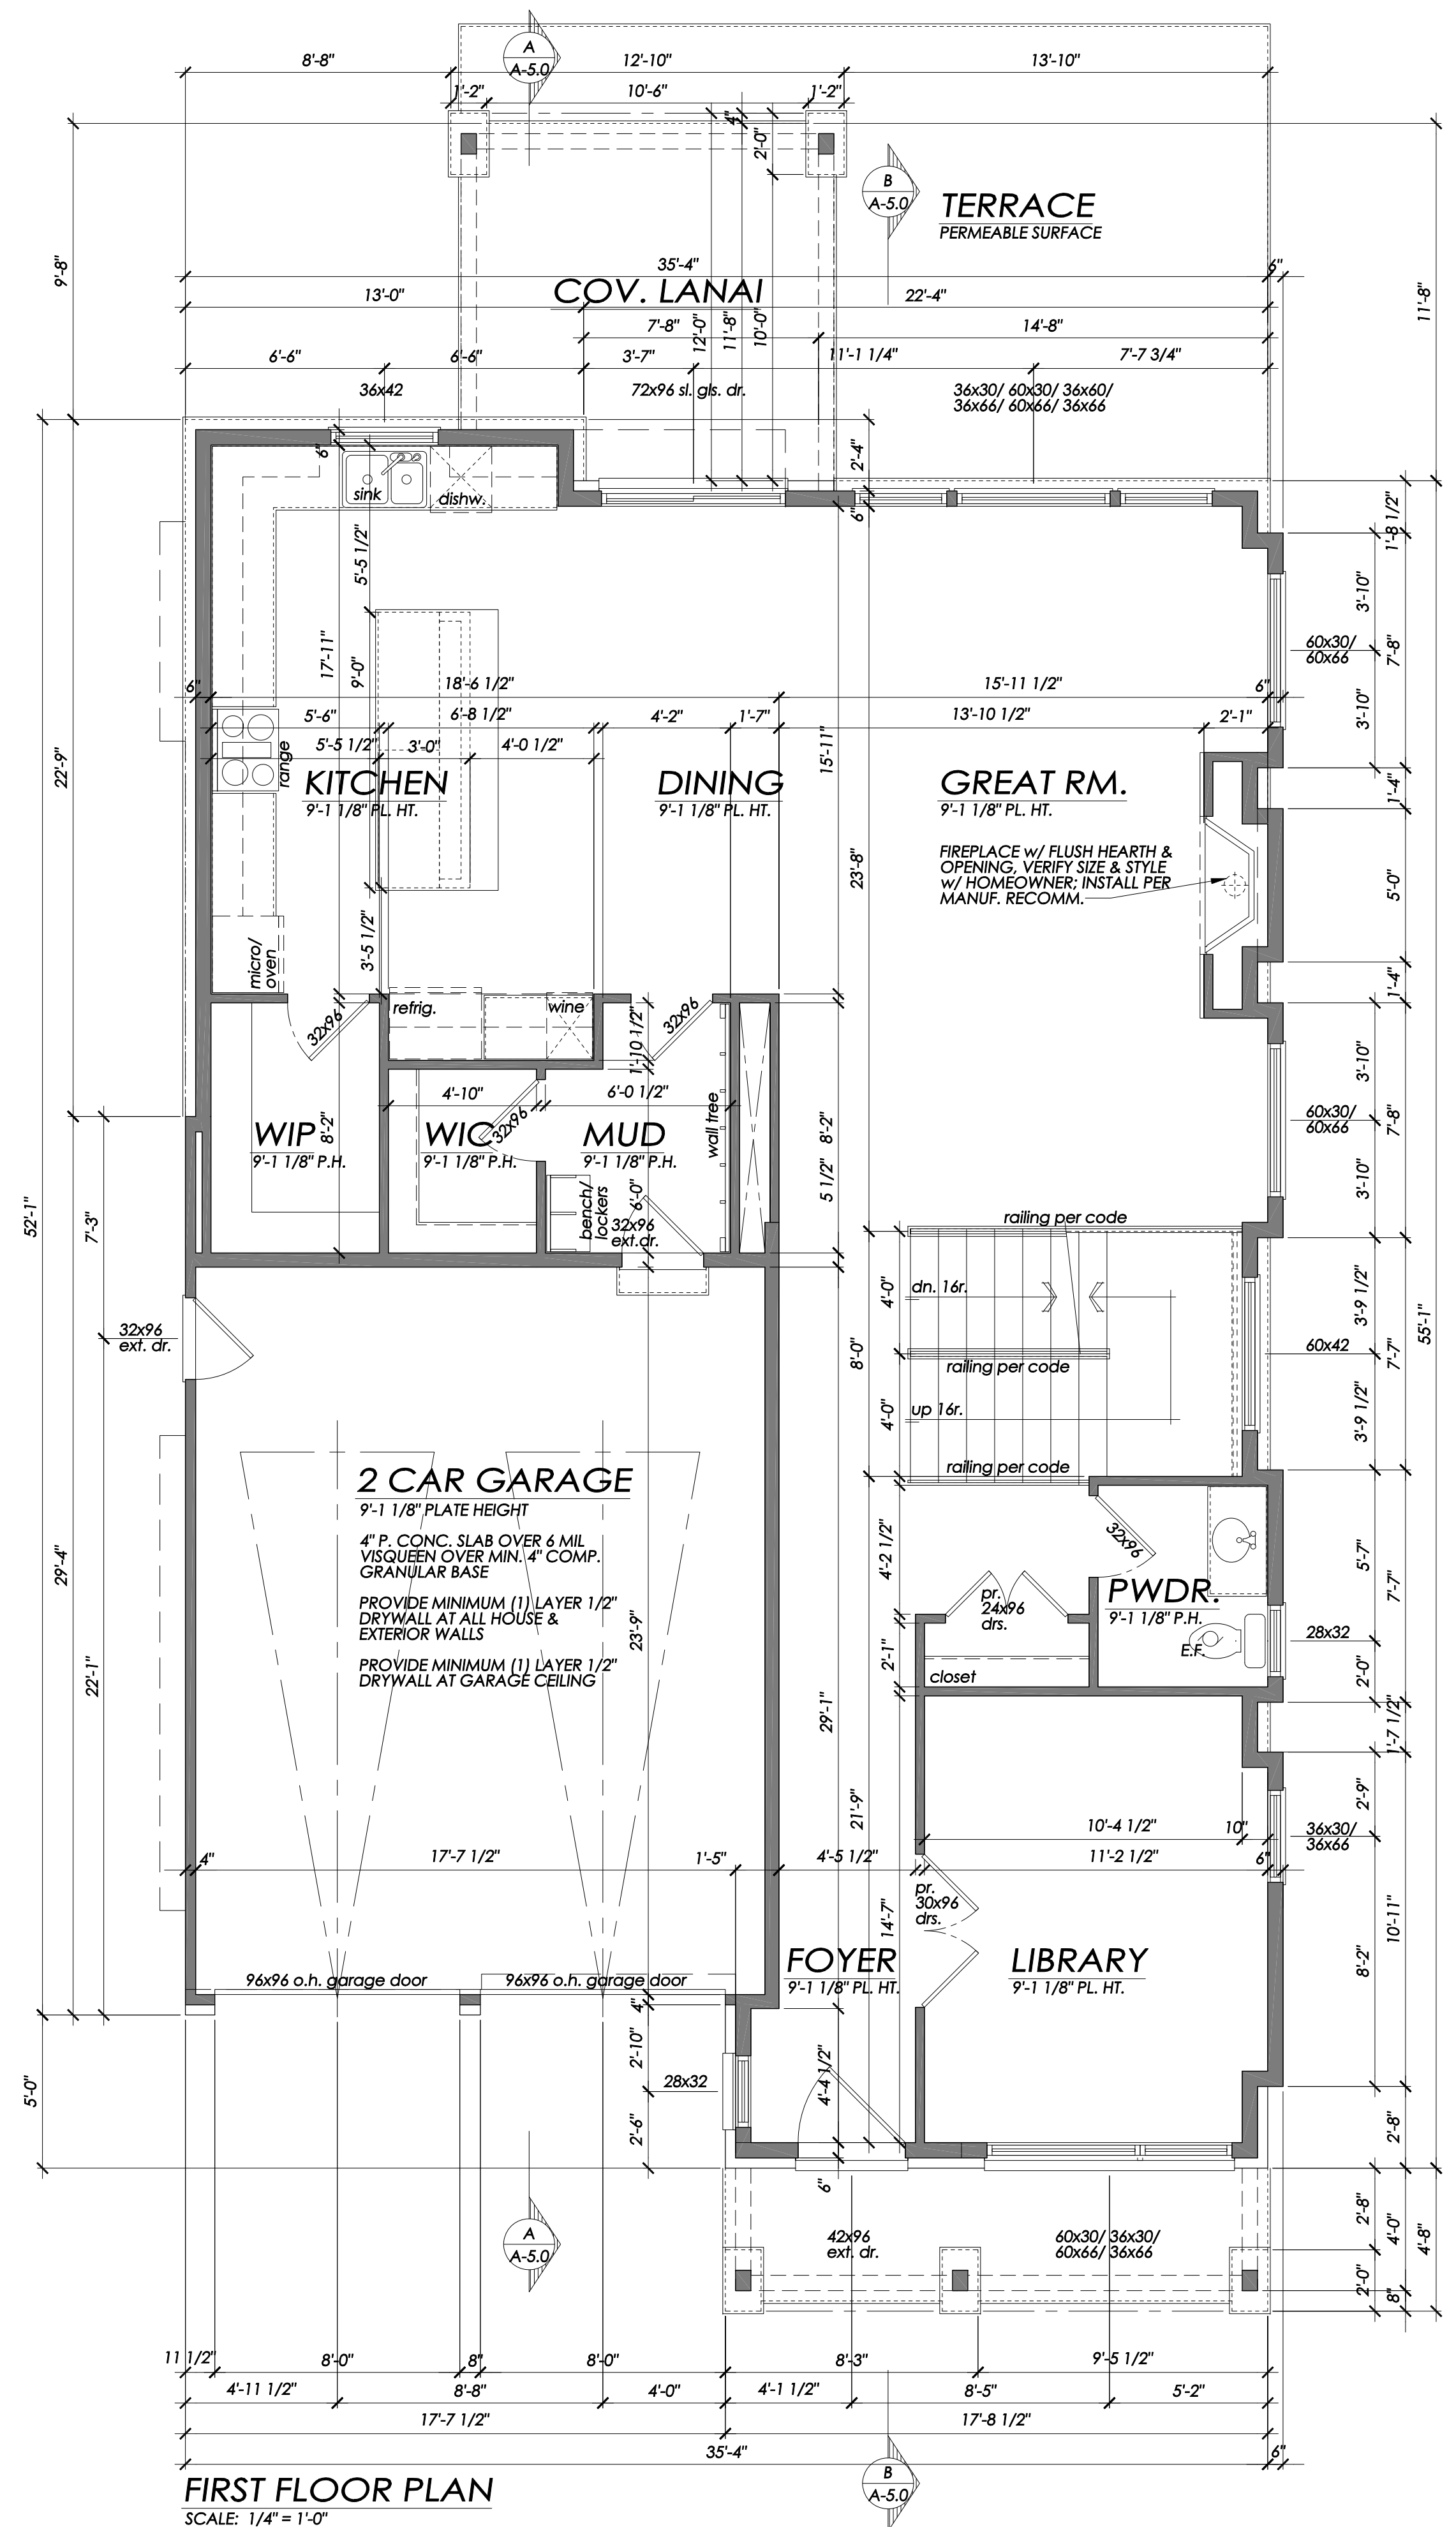 A
A-5.0
8'-8"
12'-10"
13'-10"
1'-2"
10'-6"
1'-2"
4"
2'-0"
B
A-5.0
TERRACE
PERMEABLE SURFACE
9'-8"
11'-8"
35'-4"
6"
COV. LANAI
13'-0"
22'-4"
7'-8"
12'-0"
11'-8"
10'-0"
14'-8"
6'-6"
6'-6"
3'-7"
11'-1 1/4"
7'-7 3/4"
36x42
72x96 sl. gls. dr.
36x30/ 60x30/ 36x60/
36x66/ 60x66/ 36x66
6"
2'-4"
6"
sink
dishw.
1'-8 1/2"
5'-5 1/2"
3'-10"
60x30/
60x66
7'-8"
3'-10"
17'-11"
9'-0"
22'-9"
6"
18'-6 1/2"
15'-11 1/2"
6"
5'-6"
6'-8 1/2"
4'-2"
1'-7"
13'-10 1/2"
2'-1"
5'-5 1/2"
3'-0"
4'-0 1/2"
15'-11"
range
KITCHEN
9'-1 1/8" PL. HT.
DINING
9'-1 1/8" PL. HT.
GREAT RM.
9'-1 1/8" PL. HT.
1'-4"
FIREPLACE w/ FLUSH HEARTH &
OPENING, VERIFY SIZE & STYLE
w/ HOMEOWNER; INSTALL PER
MANUF. RECOMM.
23'-8"
5'-0"
3'-5 1/2"
micro/
oven
1'-4"
refrig.
wine
32x96
32x96
1'-10 1/2"
3'-10"
4'-10"
6'-0 1/2"
32x96
wall tree
60x30/
60x66
7'-8"
WIP
9'-1 1/8" P.H.
8'-2"
WIC
9'-1 1/8" P.H.
MUD
9'-1 1/8" P.H.
8'-2"
5 1/2"
3'-10"
52'-1"
7'-3"
bench/
lockers
6'-0"
32x96
ext.dr.
railing per code
4'-0"
dn. 16r.
3'-9 1/2"
55'-1"
32x96
ext. dr.
8'-0"
railing per code
60x42
7'-7"
4'-0"
up 16r.
3'-9 1/2"
railing per code
2 CAR GARAGE
9'-1 1/8" PLATE HEIGHT
4" P. CONC. SLAB OVER 6 MIL
VISQUEEN OVER MIN. 4" COMP.
GRANULAR BASE
PROVIDE MINIMUM (1) LAYER 1/2"
DRYWALL AT ALL HOUSE &
EXTERIOR WALLS
PROVIDE MINIMUM (1) LAYER 1/2"
DRYWALL AT GARAGE CEILING
29'-4"
22'-1"
23'-9"
4'-2 1/2"
32x96
5'-7"
7'-7"
pr.
24x96
drs.
PWDR.
9'-1 1/8" P.H.
E.F.
28x32
2'-1"
closet
2'-0"
29'-1"
1'-7 1/2"
21'-9"
2'-9"
10'-4 1/2"
10"
36x30/
36x66
4"
17'-7 1/2"
1'-5"
4'-5 1/2"
11'-2 1/2"
6"
pr.
30x96
drs.
14'-7"
10'-11"
8'-2"
FOYER
9'-1 1/8" PL. HT.
LIBRARY
9'-1 1/8" PL. HT.
96x96 o.h. garage door
96x96 o.h. garage door
4"
2'-10"
28x32
5'-0"
4'-4 1/2"
2'-6"
2'-8"
6"
A
A-5.0
42x96
ext. dr.
60x30/ 36x30/
60x66/ 36x66
2'-8"
4'-0"
4'-8"
2'-0"
8"
11 1/2"
8'-0"
8"
8'-0"
8'-3"
9'-5 1/2"
4'-11 1/2"
8'-8"
4'-0"
4'-1 1/2"
8'-5"
5'-2"
17'-7 1/2"
17'-8 1/2"
35'-4"
6"
B
A-5.0
FIRST FLOOR PLAN
SCALE: 1/4" = 1'-0"